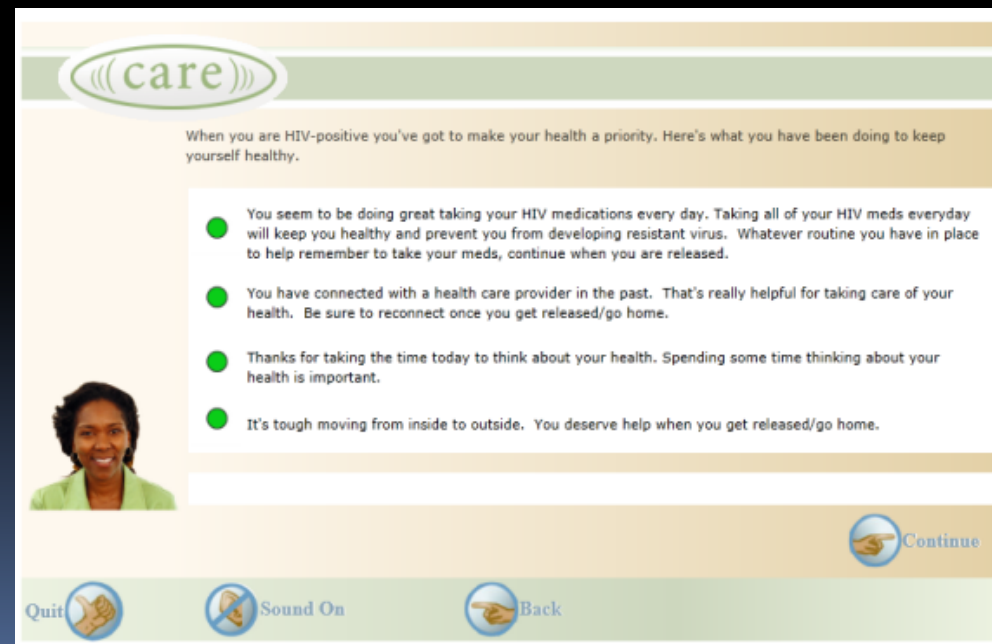 (((care)))
When you are HIV-positive you've got to make your health a priority. Here's what you have been doing to keep
yourself healthy.
You seem to be doing great taking your HIV medications every day. Taking all of your HIV meds everyday
will keep you healthy and prevent you from developing resistant virus. Whatever routine you have in place
to help remember to take your meds, continue when you are released.
You have connected with a health care provider in the past. That's really helpful for taking care of your
health. Be sure to reconnect once you get released/go home.
Thanks for taking the time today to think about your health. Spending some time thinking about your
health is important.
It's tough moving from inside to outside. You deserve help when you get released/go home.
Continue
Quit
Sound On
Back